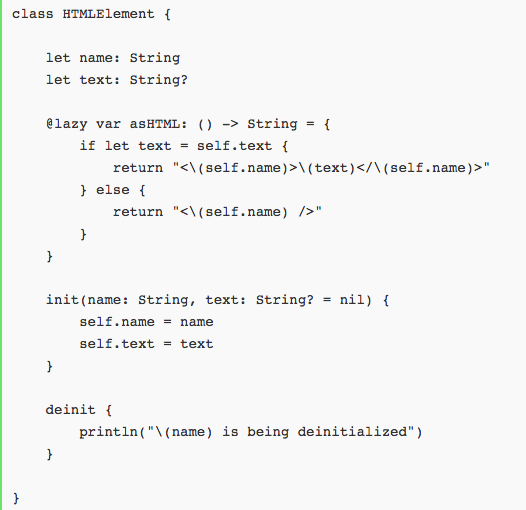 class HTMLElement {
let name: String
let text: String?
@lazy var asHTML: () -> String = {
if let text = self.text {
return "<\(self.name)>\(text)</\(self.name)>"
} else {
return "<\(self.name) />"
}
}
init(name: String, text: String? = nil) {
self.name = name
self.text = text
}
deinit {
println("\(name) is being deinitialized")
}
}